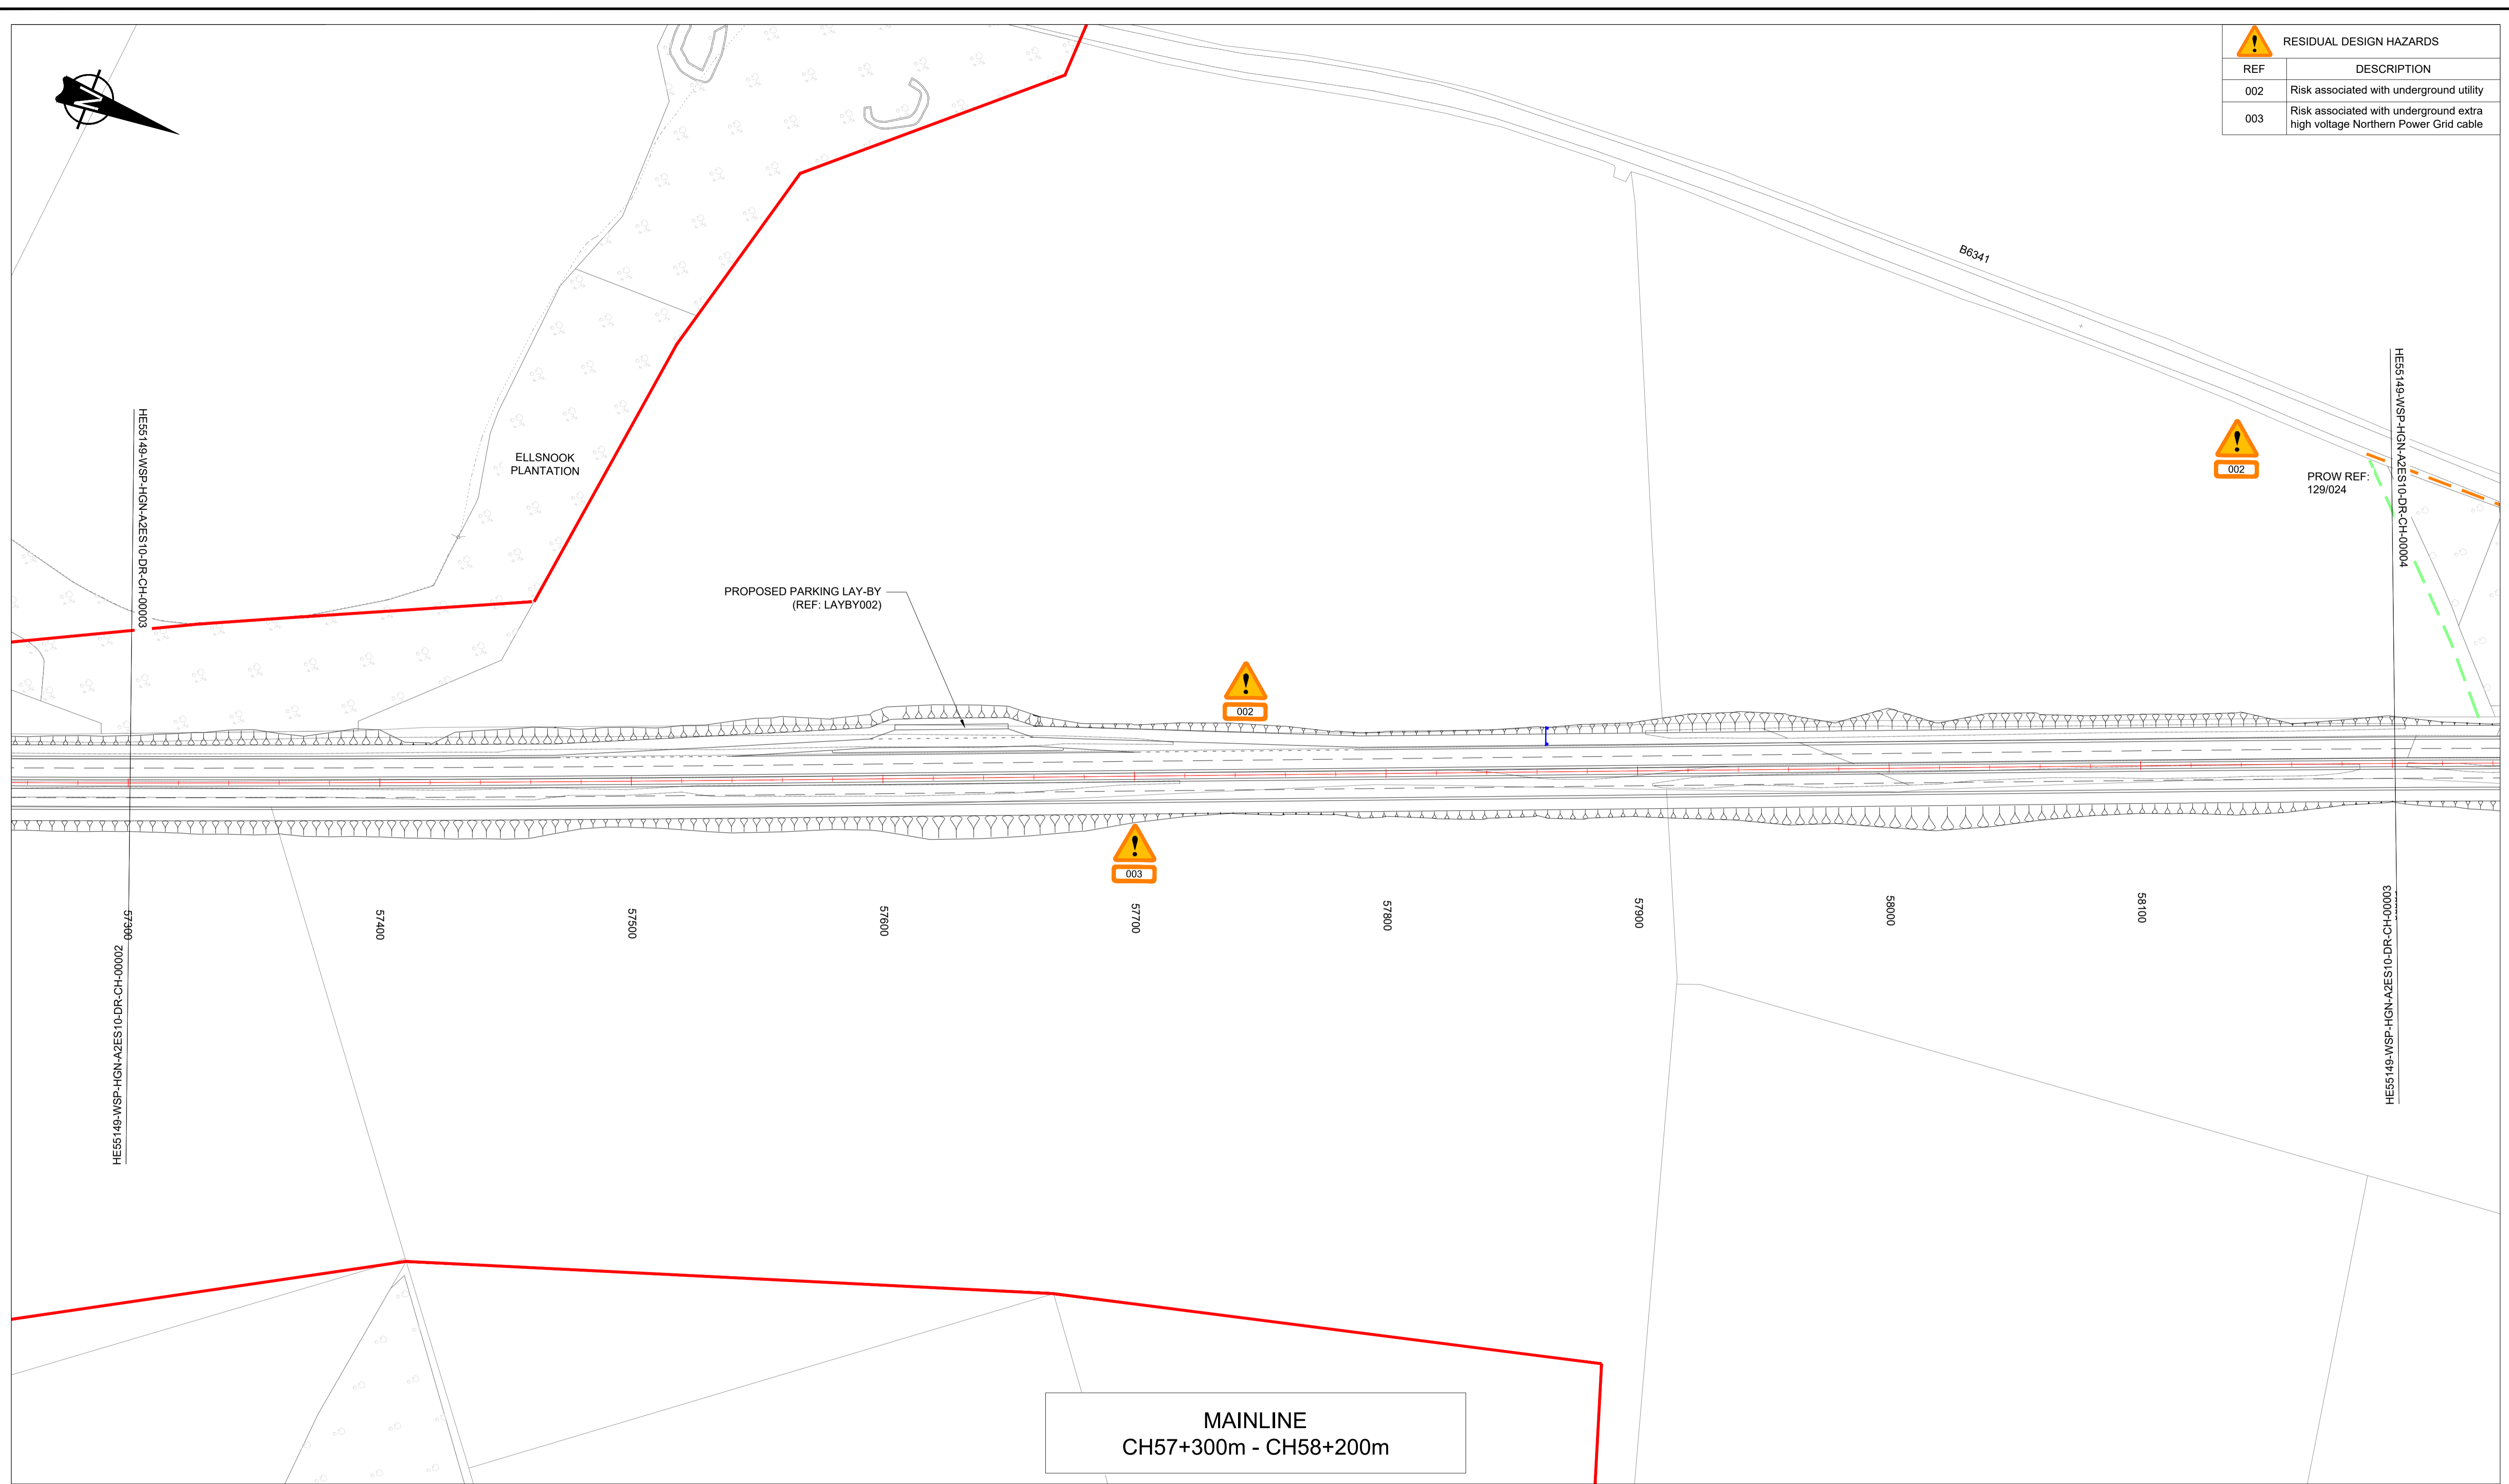 N
RESIDUAL DESIGN HAZARDS
REF DESCRIPTION
002 Risk associated with underground utility
003 Risk associated with underground extra
high voltage Northern Power Grid cable
B6341
HE55149-WSP-HGN-A2ES10-DR-CH-00003
HE55149-WSP-HGN-A2ES10-DR-CH-00004
ELLSNOOK
PLANTATION
002
PROW REF:
129/024
PROPOSED PARKING LAY-BY
(REF: LAYBY002)
002
003
57300
57400
57500
57600
57700
57800
57900
58000
58100
HE55149-WSP-HGN-A2ES10-DR-CH-00002
HE55149-WSP-HGN-A2ES10-DR-CH-00003
MAINLINE
CH57+300m - CH58+200m